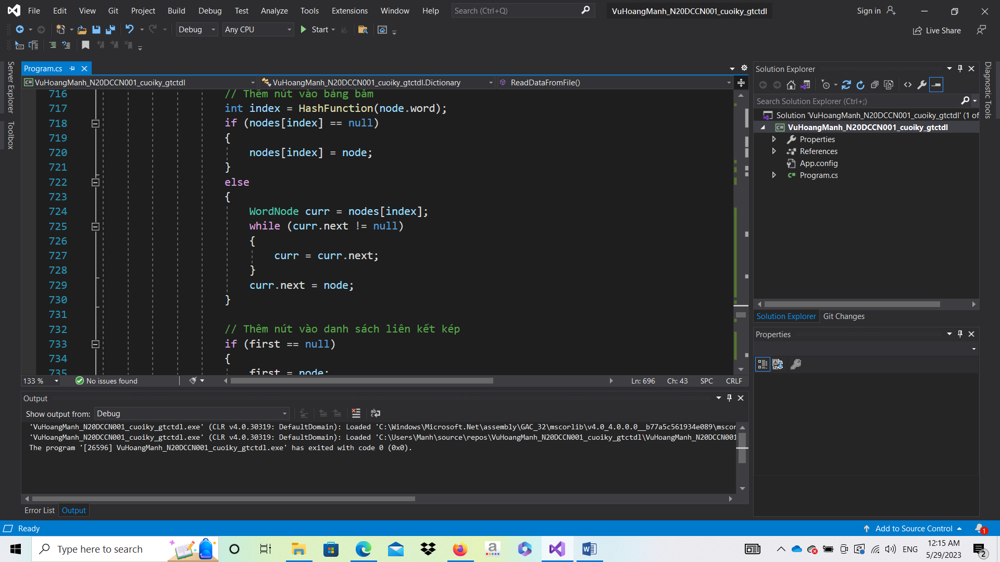 File Edit View Git Project Build Debug Test Analyze Tools Extensions Window Help Search (Ctrl+Q) VuHoangManh_N20DCCN001_cuoiky_gtctdl Sign in
Debug Any CPU Start Live Share
Server Explorer
Toolbox
Program.cs
VuHoangManh_N20DCCN001_cuoiky_gtctdl VuHoangManh_N20DCCN001_cuoiky_gtctdl.Dictionary ReadDataFromFile()
716 // Thêm nút vào bảng băm
717 int index = HashFunction(node.word);
718 if (nodes[index] == null)
719 {
720 nodes[index] = node;
721 }
722 else
723 {
724 WordNode curr = nodes[index];
725 while (curr.next != null)
726 {
727 curr = curr.next;
728 }
729 curr.next = node;
730 }
731
732 // Thêm nút vào danh sách liên kết kép
733 if (first == null)
734 {
735 first = node;
133 % No issues found Ln: 696 Ch: 43 SPC CRLF
Output
Show output from: Debug
'VuHoangManh_N20DCCN001_cuoiky_gtctdl.exe' (CLR v4.0.30319: DefaultDomain): Loaded 'C:\Windows\Microsoft.Net\assembly\GAC_32\mscorlib\v4.0_4.0.0.0__b77a5c561934e089\mscor
'VuHoangManh_N20DCCN001_cuoiky_gtctdl.exe' (CLR v4.0.30319: DefaultDomain): Loaded 'C:\Users\Manh\source\repos\VuHoangManh_N20DCCN001_cuoiky_gtctdl\VuHoangManh_N20DCCN001
The program '[26596] VuHoangManh_N20DCCN001_cuoiky_gtctdl.exe' has exited with code 0 (0x0).
Error List Output
Solution Explorer
Search Solution Explorer (Ctrl+;)
Solution 'VuHoangManh_N20DCCN001_cuoiky_gtctdl' (1 of
VuHoangManh_N20DCCN001_cuoiky_gtctdl
Properties
References
App.config
Program.cs
Solution Explorer Git Changes
Properties
Diagnostic Tools
Ready Add to Source Control 1
Type here to search ENG 12:15 AM
5/29/2023 2